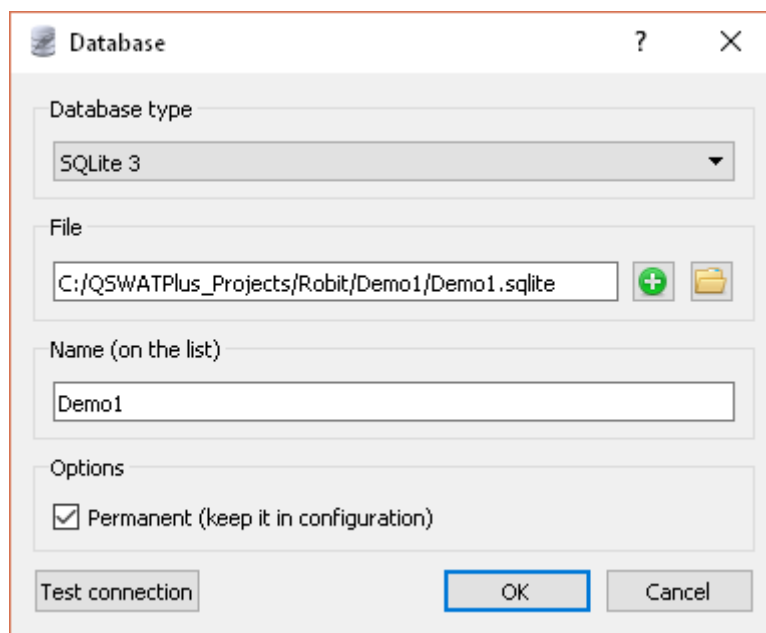 Database
?
Database type
SQLite 3
File
C:/QSWATPlus_Projects/Robit/Demo1/Demo1.sqlite
Name (on the list)
Demo1
Options
Permanent (keep it in configuration)
Test connection OK Cancel